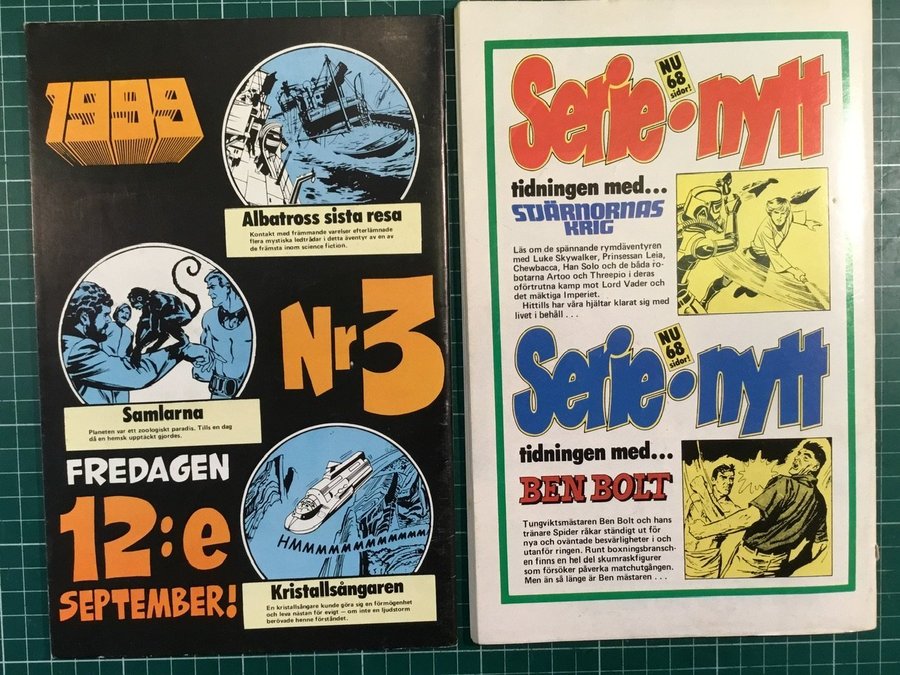 1999
Albatross sista resa
Kontakt med främmande varelser efterlämnade
flera mystiska ledtrådar i detta äventyr av en av
de främsta inom science fiction.
Nr.3
Samlarna
Planeten var ett zoologiskt paradis. Tills en dag
då en hemsk upptäckt gjordes.
FREDAGEN
12:e
SEPTEMBER!
HMMMMMMMMMMMM
Kristallsångaren
En kristallsångare kunde göra sig en förmögenhet
och leva nästan för evigt – om inte en ljudstorm
berövade henne förståndet.
Serie•nytt
NU
68
sidor!
tidningen med...
STJÄRNORNAS
KRIG
Läs om de spännande rymdäventyren
med Luke Skywalker, Prinsessan Leia,
Chewbacca, Han Solo och de båda ro-
botarna Artoo och Threepio i deras
oförtrutna kamp mot Lord Vader och
det mäktiga Imperiet.
Hittills har våra hjältar klarat sig med
livet i behåll . . .
Serie•nytt
NU
68
sidor!
tidningen med...
BEN BOLT
Tungviktsmästaren Ben Bolt och hans
tränare Spider råkar ständigt ut för
nya och oväntade besvärligheter i och
utanför ringen. Runt boxningsbransch-
en finns en hel del skumraskfigurer
som försöker påverka matchutgången.
Men än så länge är Ben mästaren . . .